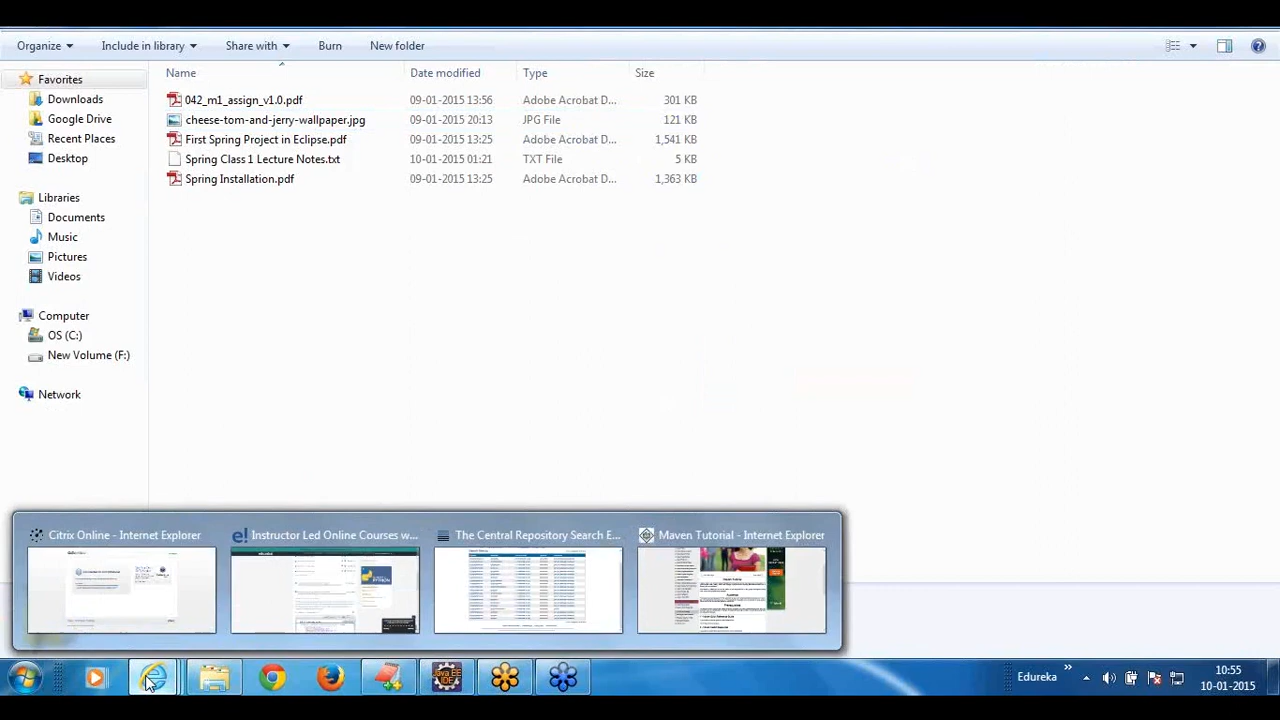 Organize Include in library Share with Burn New folder
Favorites
Downloads
Google Drive
Recent Places
Desktop
Libraries
Documents
Music
Pictures
Videos
Computer
OS (C:)
New Volume (F:)
Network
Name Date modified Type Size
042_m1_assign_v1.0.pdf 09-01-2015 13:56 Adobe Acrobat D... 301 KB
cheese-tom-and-jerry-wallpaper.jpg 09-01-2015 20:13 JPG File 121 KB
First Spring Project in Eclipse.pdf 09-01-2015 13:25 Adobe Acrobat D... 1,541 KB
Spring Class 1 Lecture Notes.txt 10-01-2015 01:21 TXT File 5 KB
Spring Installation.pdf 09-01-2015 13:25 Adobe Acrobat D... 1,363 KB
Citrix Online - Internet Explorer
Instructor Led Online Courses w...
The Central Repository Search E...
Maven Tutorial - Internet Explorer
Java EE
IDE
Edureka
10:55
10-01-2015